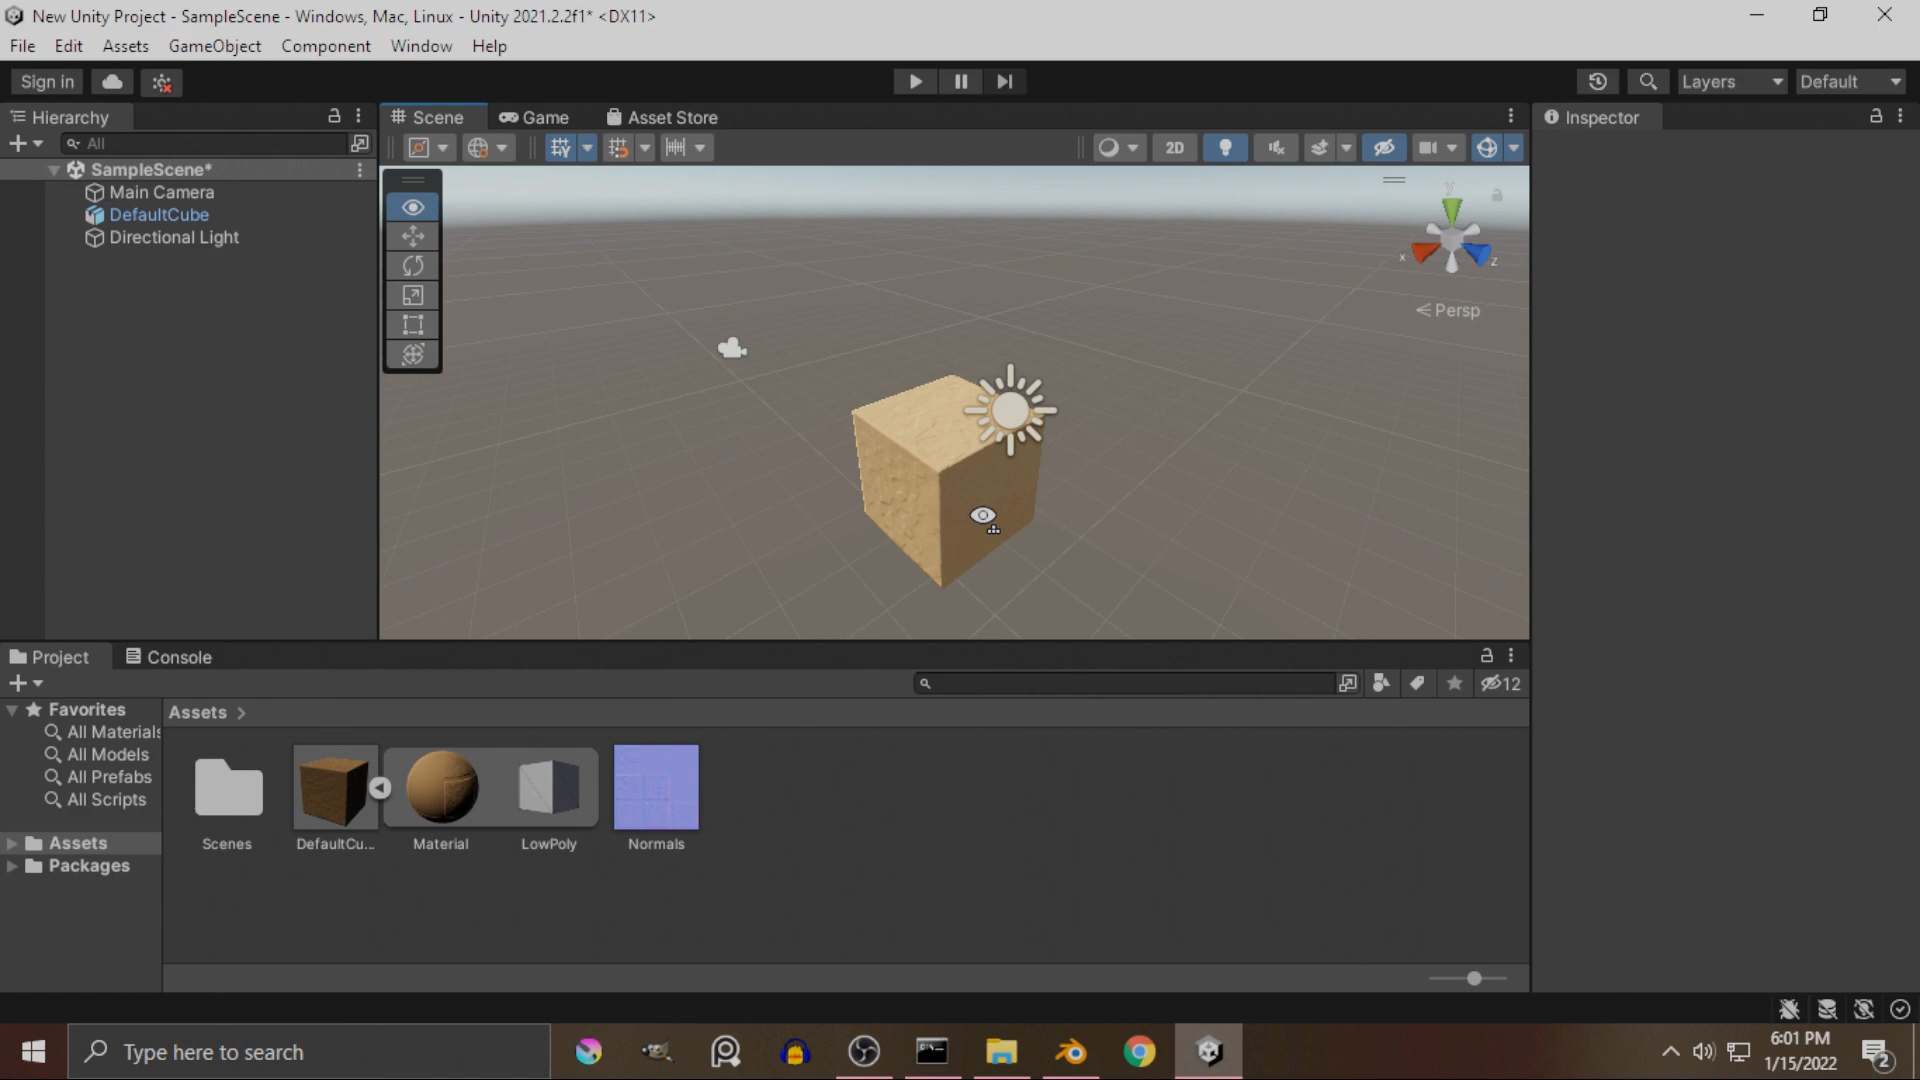 New Unity Project - SampleScene - Windows, Mac, Linux - Unity 2021.2.2f1* <DX11>
File Edit Assets GameObject Component Window Help
Sign in
Layers
Default
Hierarchy
Scene
Game
Asset Store
Inspector
All
2D
SampleScene*
Main Camera
DefaultCube
Directional Light
y
x
z
Persp
Project
Console
12
Favorites
All Materials
All Models
All Prefabs
All Scripts
Assets
Packages
Assets
Scenes
DefaultCu...
Material
LowPoly
Normals
Type here to search
6:01 PM
1/15/2022
2